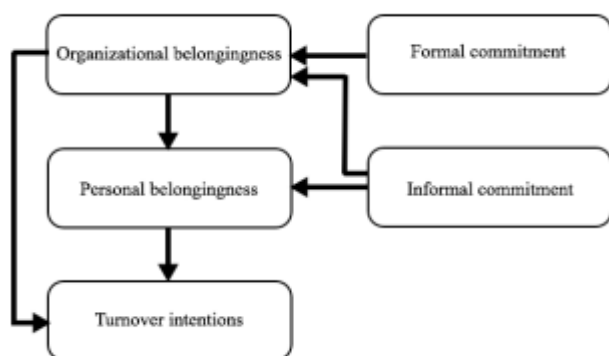 Organizational belongingness
Formal commitment
Personal belongingness
Informal commitment
Turnover intentions